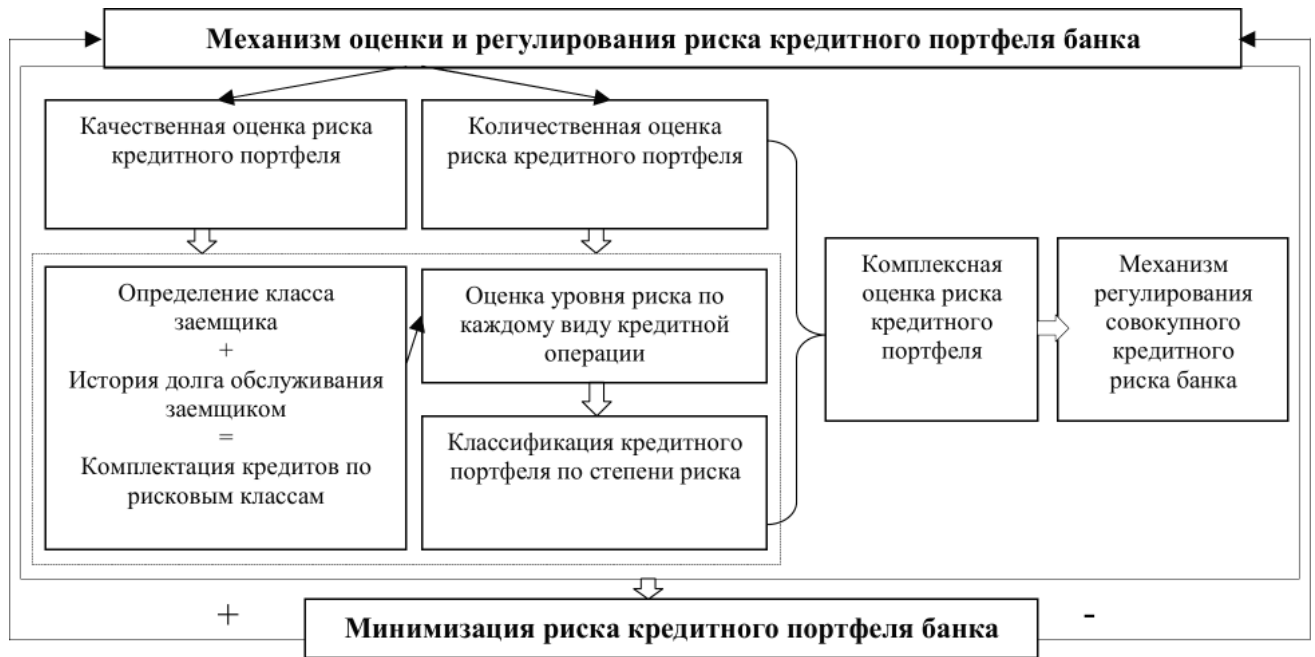 Механизм оценки и регулирования риска кредитного портфеля банка
Качественная оценка риска
кредитного портфеля
Количественная оценка
риска кредитного портфеля
Определение класса
заемщика
+
История долга обслуживания
заемщиком
=
Комплектация кредитов по
рисковым классам
Оценка уровня риска по
каждому виду кредитной
операции
Классификация кредитного
портфеля по степени риска
Комплексная
оценка риска
кредитного
портфеля
Механизм
регулирования
совокупного
кредитного
риска банка
+
-
Минимизация риска кредитного портфеля банка